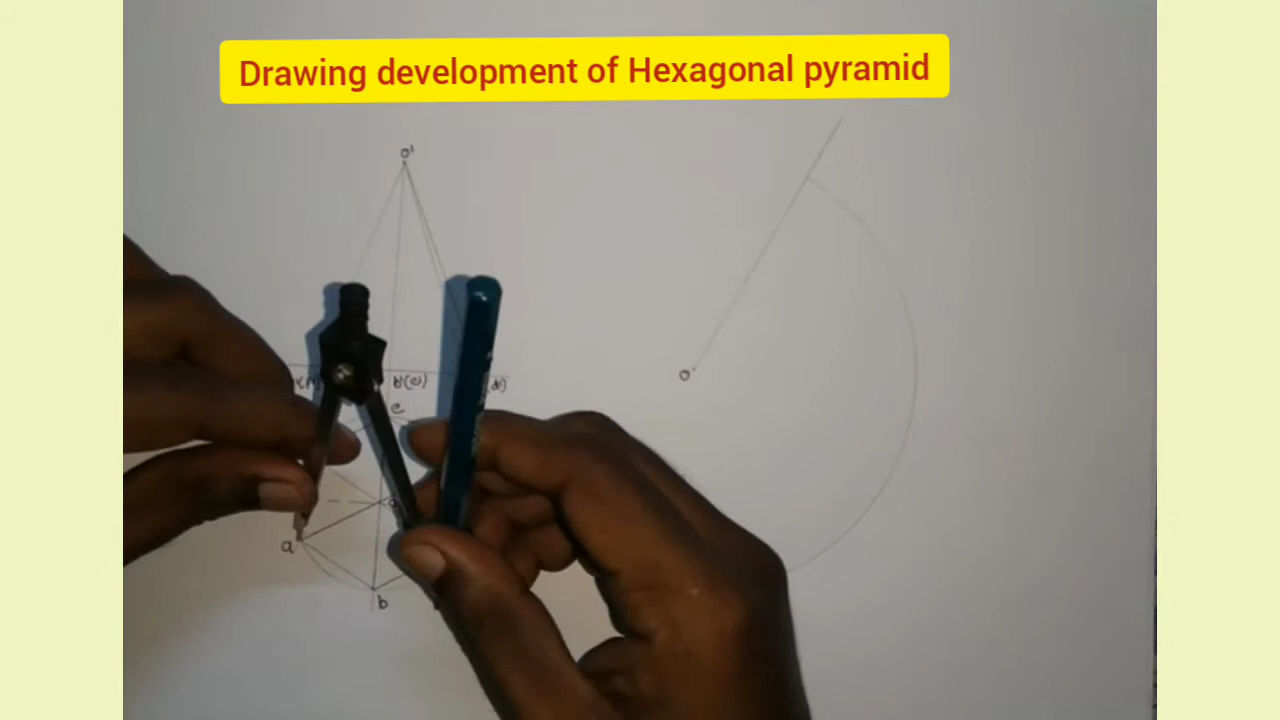 Drawing development of Hexagonal pyramid
o'
o'
b'(e)
e
a
b